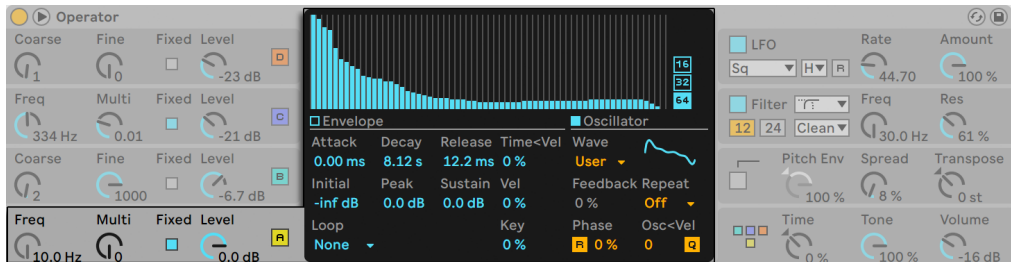 Operator
Coarse Fine Fixed Level
1 0 -23 dB D
Freq Multi Fixed Level
334 Hz 0.01 -21 dB C
Coarse Fine Fixed Level
2 1000 -6.7 dB B
Freq Multi Fixed Level
10.0 Hz 0 0.0 dB A
16
32
64
Envelope
Attack Decay Release Time<Vel
0.00 ms 8.12 s 12.2 ms 0 %
Initial Peak Sustain Vel
-inf dB 0.0 dB 0.0 dB 0 %
Loop Key
None 0 %
Oscillator
Wave
User
Feedback Repeat
0 % Off
Phase Osc<Vel
R 0 % 0 Q
LFO Rate Amount
Sq H R 44.70 100 %
Filter Freq Res
12 24 Clean 30.0 Hz 61 %
Pitch Env Spread Transpose
100 % 8 % 0 st
Time Tone Volume
0 % 100 % -16 dB